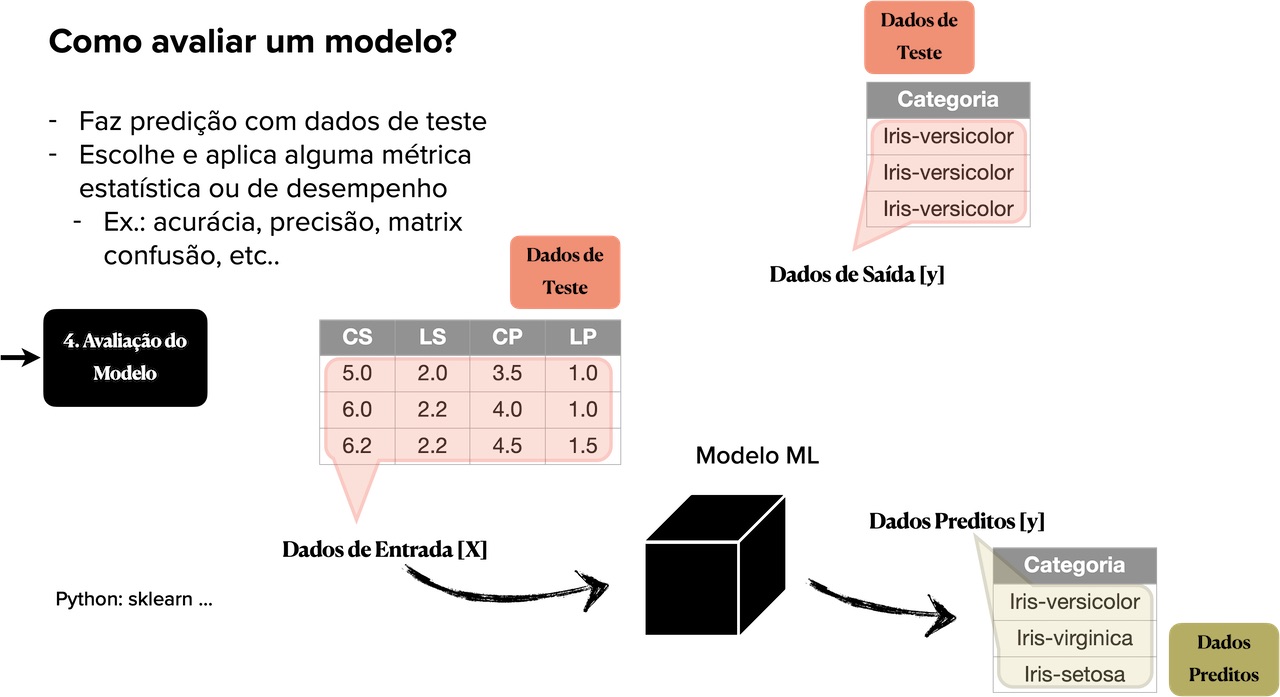 Como avaliar um modelo?
- Faz predição com dados de teste
- Escolhe e aplica alguma métrica
estatística ou de desempenho
- Ex.: acurácia, precisão, matrix
confusão, etc..
Dados de
Teste
Categoria
Iris-versicolor
Iris-versicolor
Iris-versicolor
Dados de Saída [y]
Dados de
Teste
4. Avaliação do
Modelo
CS LS CP LP
5.0 2.0 3.5 1.0
6.0 2.2 4.0 1.0
6.2 2.2 4.5 1.5
Dados de Entrada [X]
Modelo ML
Dados Preditos [y]
Categoria
Iris-versicolor
Iris-virginica
Iris-setosa
Dados
Preditos
Python: sklearn ...